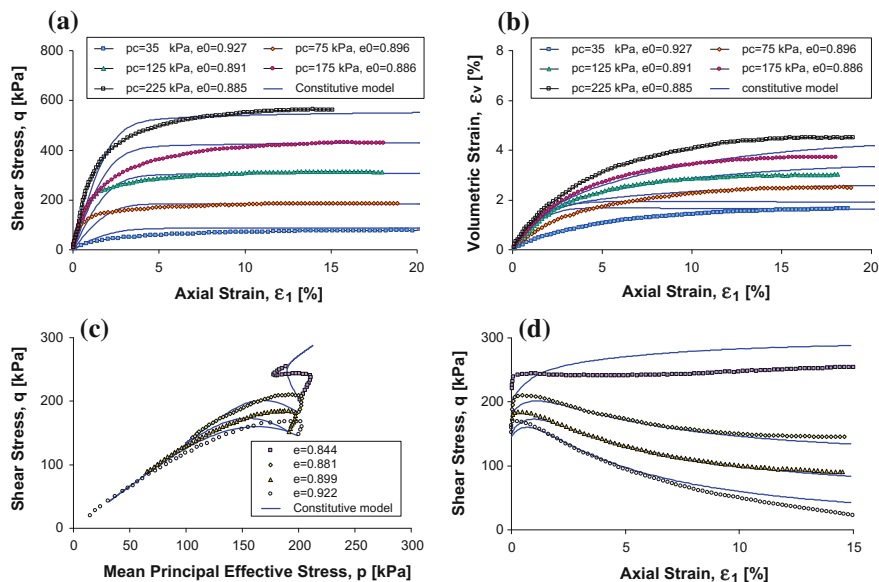 (a)
800
600
400
200
0
0 5 10 15 20
Shear Stress, q [kPa]
Axial Strain, ε1 [%]
pc=35 kPa, e0=0.927
pc=75 kPa, e0=0.896
pc=125 kPa, e0=0.891
pc=175 kPa, e0=0.886
pc=225 kPa, e0=0.885
Constitutive model
(b)
8
6
4
2
0
0 5 10 15 20
Volumetric Strain, εv [%]
Axial Strain, ε1 [%]
pc=35 kPa, e0=0.927
pc=75 kPa, e0=0.896
pc=125 kPa, e0=0.891
pc=175 kPa, e0=0.886
pc=225 kPa, e0=0.885
Constitutive model
(c)
300
200
100
0
0 50 100 150 200 250 300
Shear Stress, q [kPa]
Mean Principal Effective Stress, p [kPa]
e=0.844
e=0.881
e=0.899
e=0.922
Constitutive model
(d)
300
200
100
0
0 5 10 15
Shear Stress, q [kPa]
Axial Strain, ε1 [%]